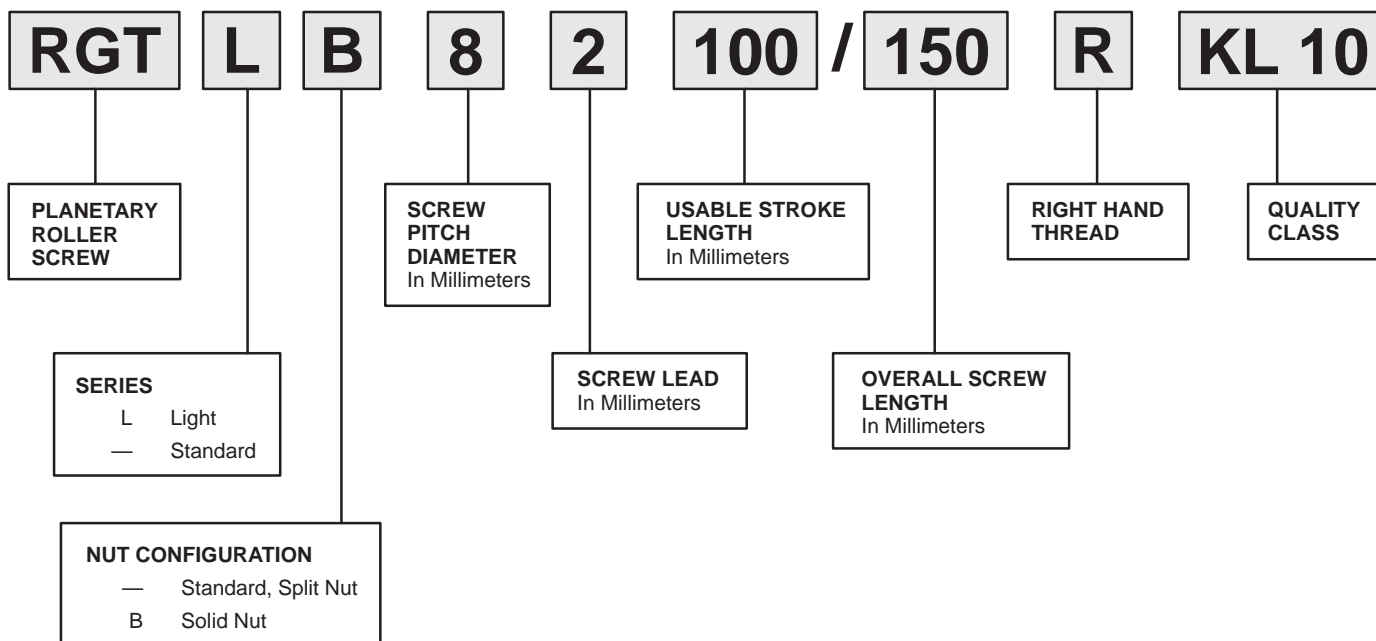 RGT L B 8 2 100 / 150 R KL 10
PLANETARY
ROLLER
SCREW
SCREW
PITCH
DIAMETER
In Millimeters
USABLE STROKE
LENGTH
In Millimeters
RIGHT HAND
THREAD
QUALITY
CLASS
SERIES
L Light
— Standard
SCREW LEAD
In Millimeters
OVERALL SCREW
LENGTH
In Millimeters
NUT CONFIGURATION
— Standard, Split Nut
B Solid Nut